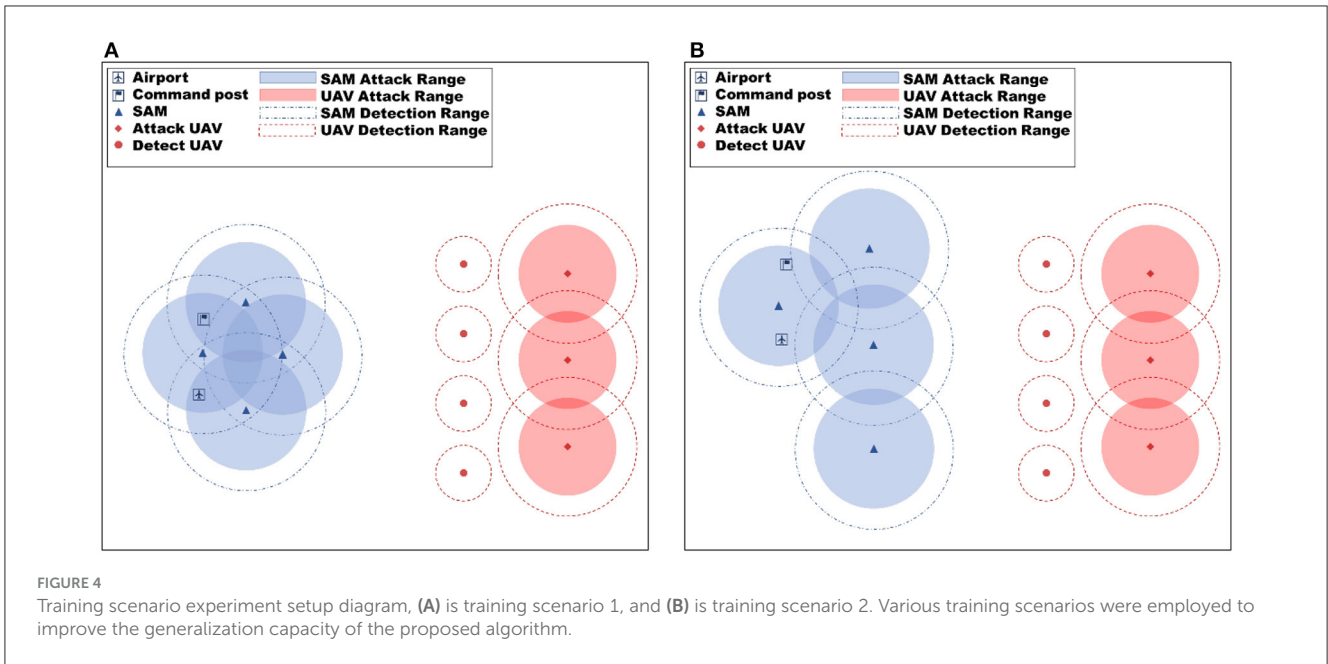 A
Airport
Command post
SAM
Attack UAV
Detect UAV
SAM Attack Range
UAV Attack Range
SAM Detection Range
UAV Detection Range
B
Airport
Command post
SAM
Attack UAV
Detect UAV
SAM Attack Range
UAV Attack Range
SAM Detection Range
UAV Detection Range
FIGURE 4
Training scenario experiment setup diagram, (A) is training scenario 1, and (B) is training scenario 2. Various training scenarios were employed to
improve the generalization capacity of the proposed algorithm.